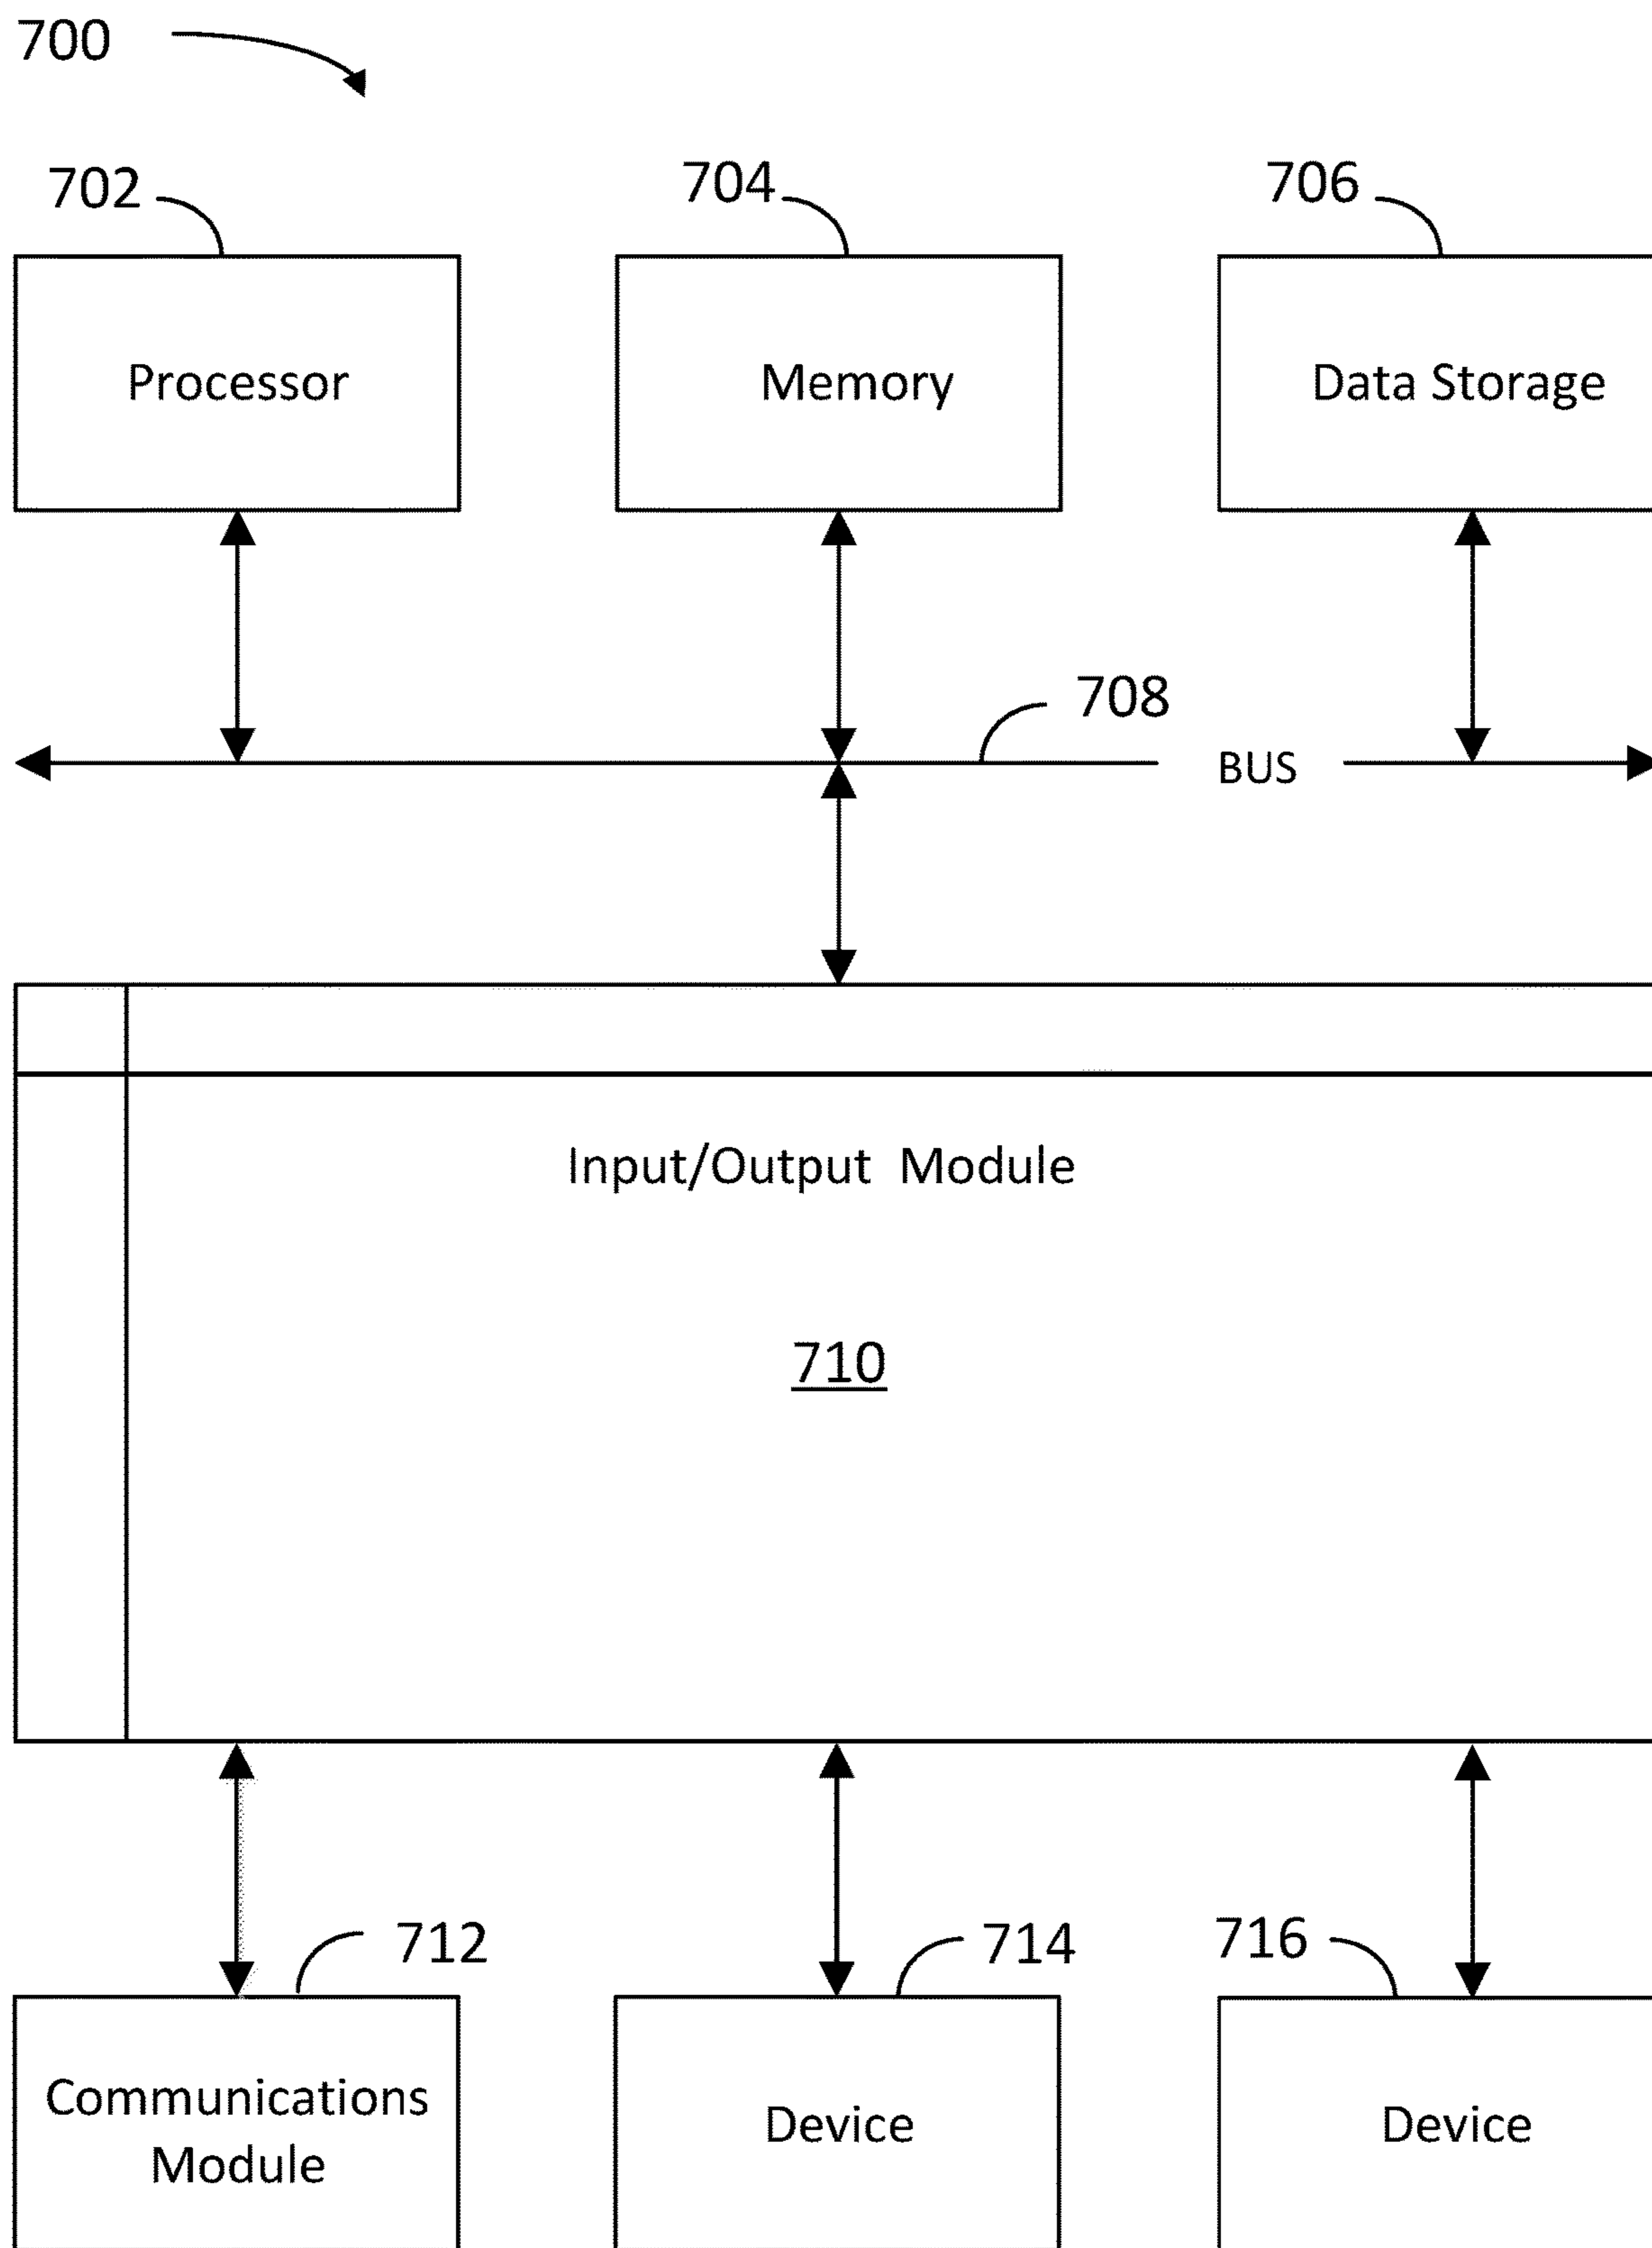 700
702
704
706
Processor
Memory
Data Storage
708
BUS
Input/Output Module
710
712
714
716
Communications
Module
Device
Device